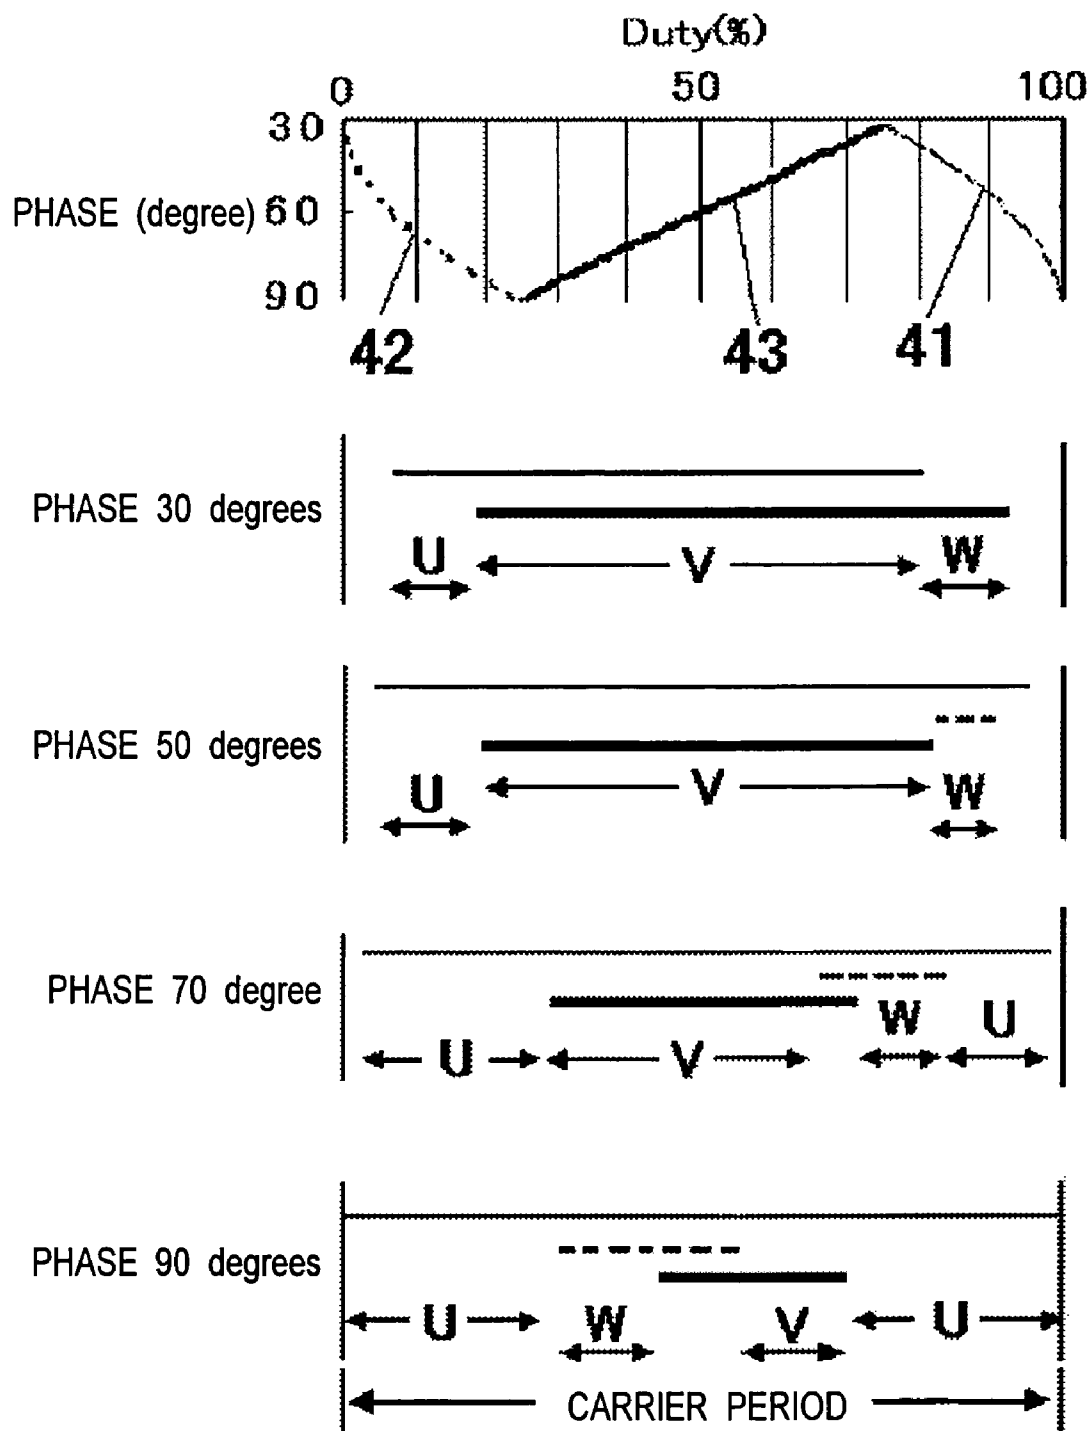 Duty(%)
0 50 100
30
PHASE (degree) 60
90
42 43 41
PHASE 30 degrees
U V W
PHASE 50 degrees
U V W
PHASE 70 degree
U V W U
PHASE 90 degrees
U W V U
CARRIER PERIOD